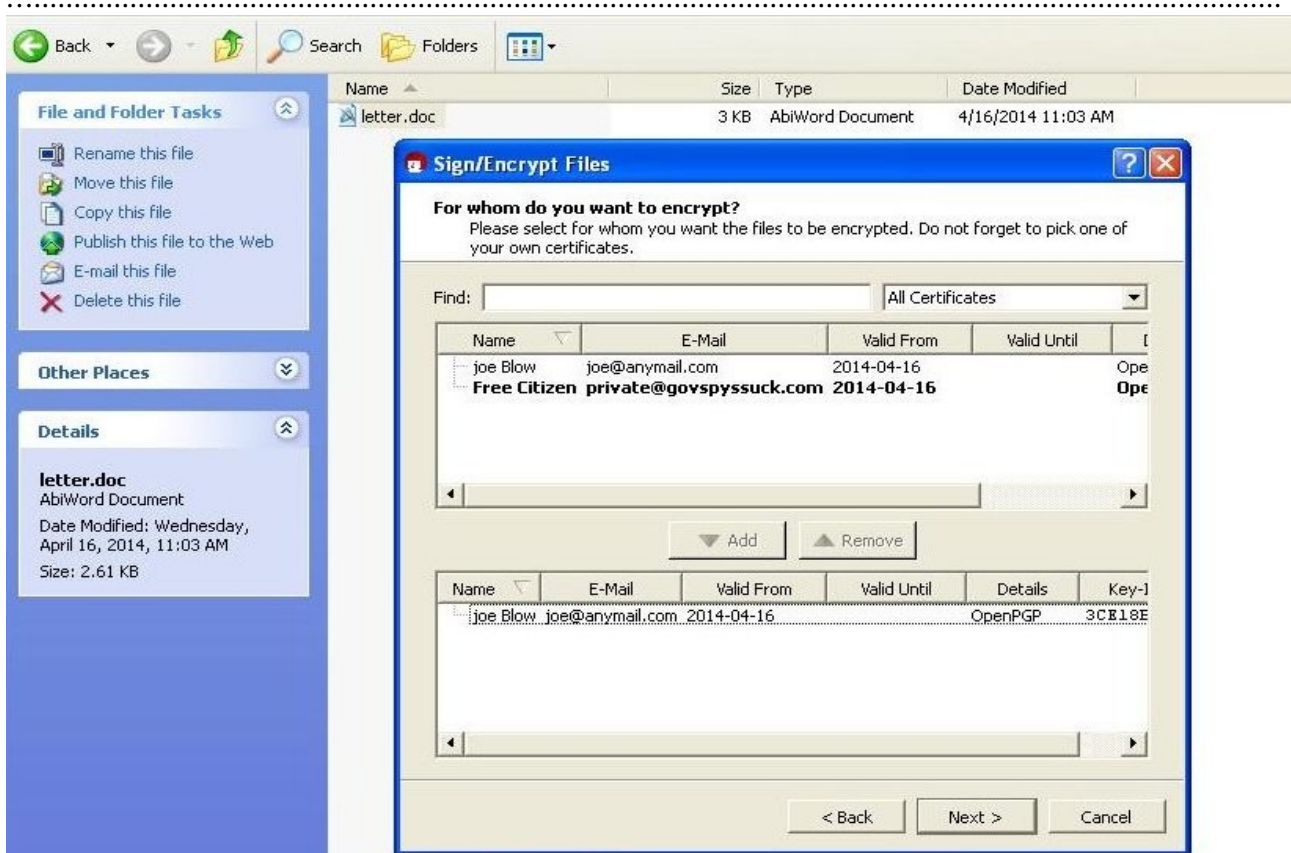 Back
Search
Folders
File and Folder Tasks
Rename this file
Move this file
Copy this file
Publish this file to the Web
E-mail this file
Delete this file
Other Places
Details
letter.doc
AbiWord Document
Date Modified: Wednesday,
April 16, 2014, 11:03 AM
Size: 2.61 KB
Name Size Type Date Modified
letter.doc 3 KB AbiWord Document 4/16/2014 11:03 AM
Sign/Encrypt Files
For whom do you want to encrypt?
Please select for whom you want the files to be encrypted. Do not forget to pick one of
your own certificates.
Find: All Certificates
Name E-Mail Valid From Valid Until
joe Blow joe@anymail.com 2014-04-16 Ope
Free Citizen private@govspyssuck.com 2014-04-16 Ope
Add Remove
Name E-Mail Valid From Valid Until Details Key-I
joe Blow joe@anymail.com 2014-04-16 OpenPGP 3CE18E
< Back Next > Cancel